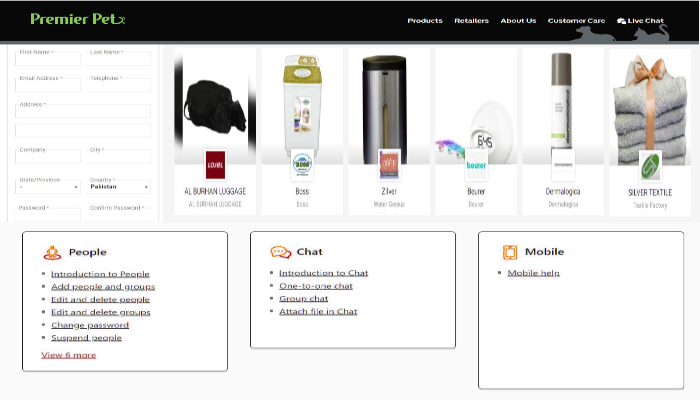 Premier Pet
Products Retailers About Us Customer Care Live Chat
First Name * Last Name *
Email Address * Telephone *
Address *
Company City *
State/Province Country *
- Pakistan
Password * Confirm Password *
LAVEL
AL BURHAN LUGGAGE
AL BURHAN LUGGAGE
BOSS
Boss
Boss
Zilver
Water Genius
beurer
Beurer
Beurer
Dermalogica
Dermalogica
SILVER TEXTILE
Textile Factory
People
Introduction to People
Add people and groups
Edit and delete people
Edit and delete groups
Change password
Suspend people
View 6 more
Chat
Introduction to Chat
One-to-one chat
Group chat
Attach file in Chat
Mobile
Mobile help